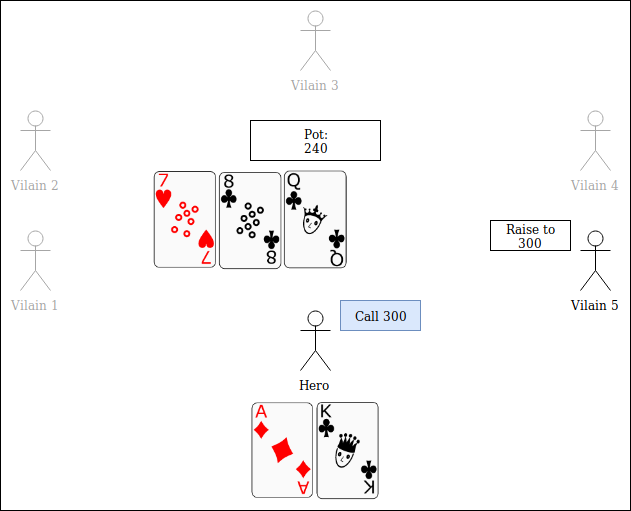 Vilain 3
Pot:
240
Vilain 2
Vilain 4
7
8
Q
7
8
Q
Raise to
300
Vilain 1
Vilain 5
Call 300
Hero
A
K
A
K